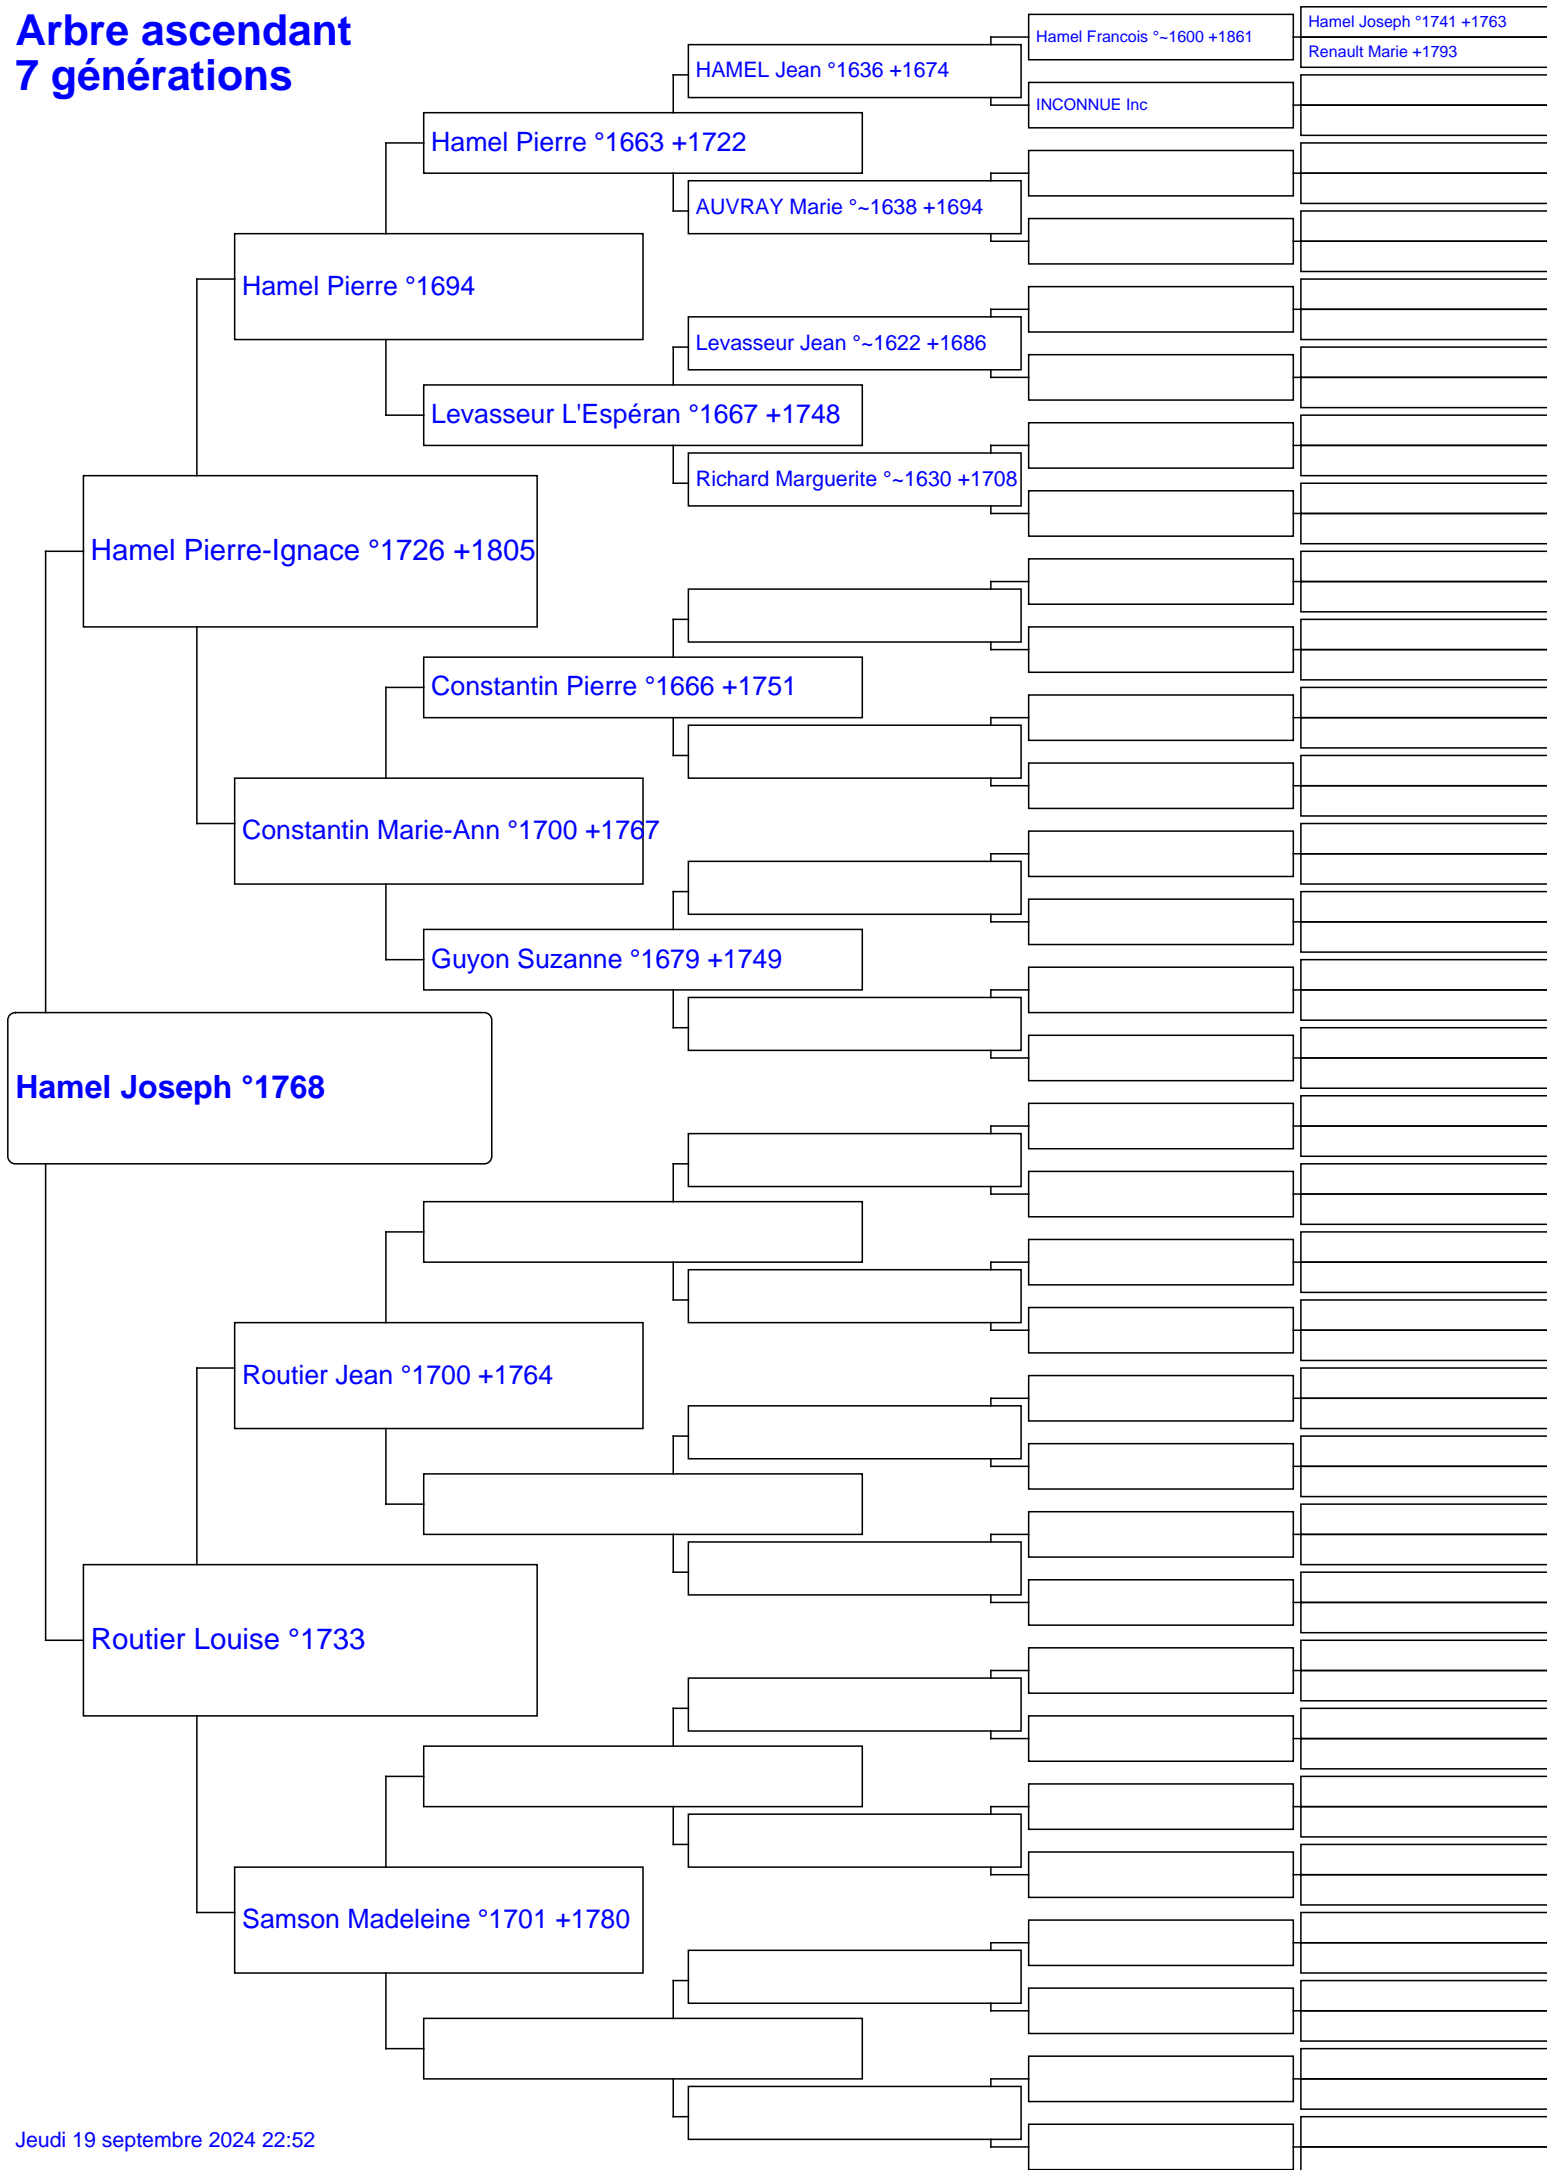 Arbre ascendant
7 générations
Hamel Joseph °1741 +1763
Hamel Francois °~1600 +1861
Renault Marie +1793
HAMEL Jean °1636 +1674
INCONNUE Inc
Hamel Pierre °1663 +1722
AUVRAY Marie °~1638 +1694
Hamel Pierre °1694
Levasseur Jean °~1622 +1686
Levasseur L'Espéran °1667 +1748
Richard Marguerite °~1630 +1708
Hamel Pierre-Ignace °1726 +1805
Constantin Pierre °1666 +1751
Constantin Marie-Ann °1700 +1767
Guyon Suzanne °1679 +1749
Hamel Joseph °1768
Routier Jean °1700 +1764
Routier Louise °1733
Samson Madeleine °1701 +1780
Jeudi 19 septembre 2024 22:52